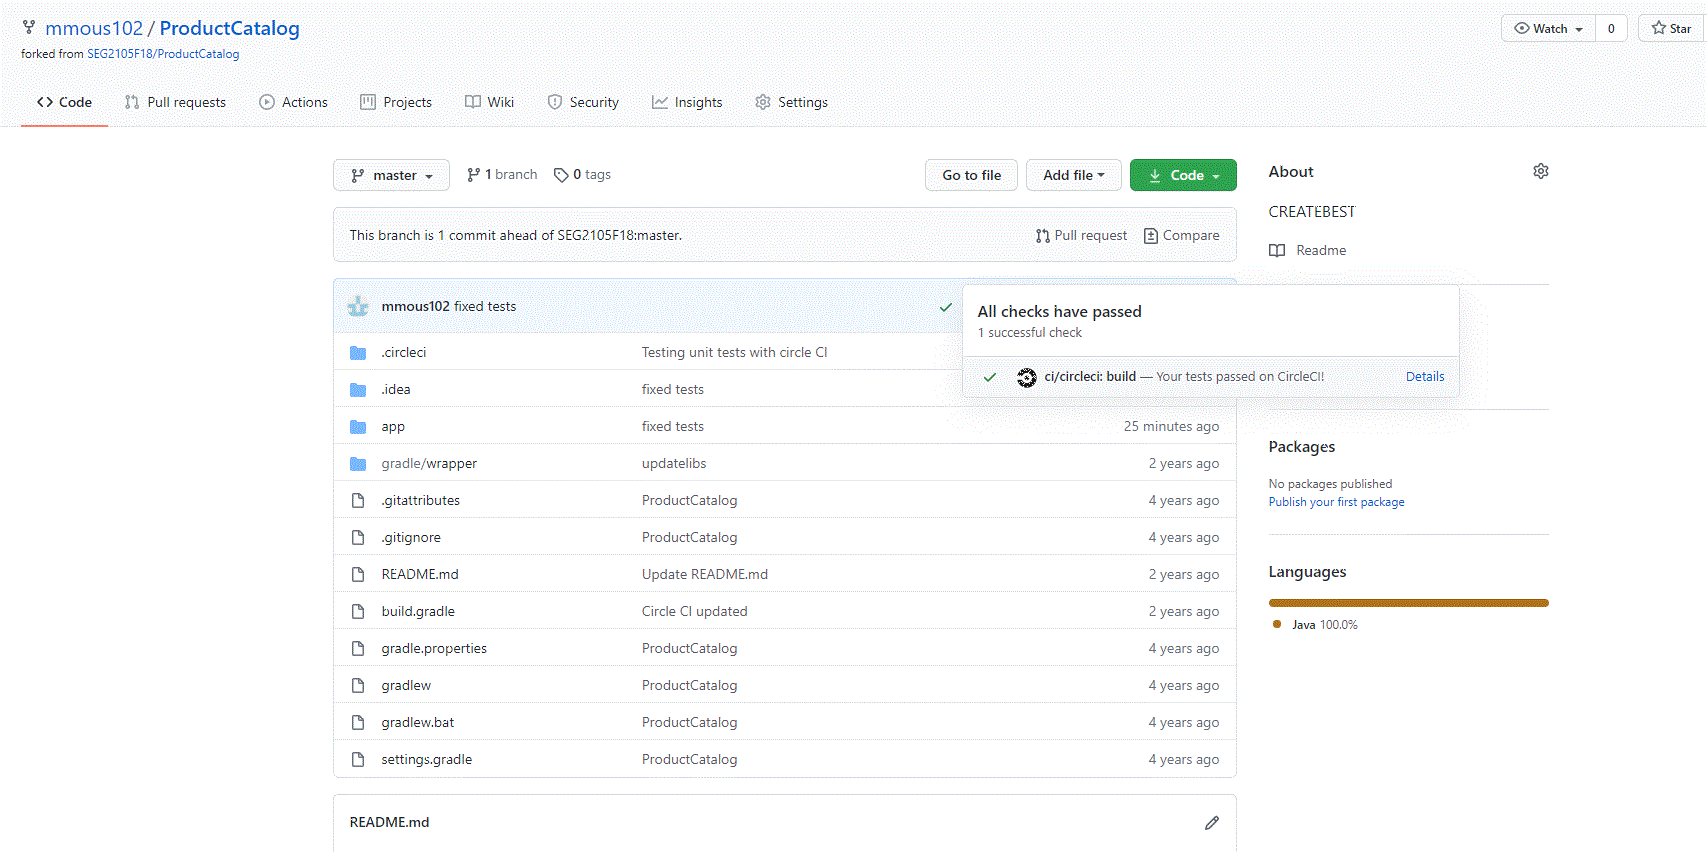 mmous102 / ProductCatalog
Watch 0 Star
forked from SEG2105F18/ProductCatalog
Code Pull requests Actions Projects Wiki Security Insights Settings
master 1 branch 0 tags Go to file Add file Code
About
CREATEBEST
Readme
This branch is 1 commit ahead of SEG2105F18:master. Pull request Compare
mmous102 fixed tests
All checks have passed
1 successful check
ci/circleci: build — Your tests passed on CircleCI! Details
.circleci Testing unit tests with circle CI
.idea fixed tests
app fixed tests 25 minutes ago
gradle/wrapper updatelibs 2 years ago
.gitattributes ProductCatalog 4 years ago
.gitignore ProductCatalog 4 years ago
README.md Update README.md 2 years ago
build.gradle Circle CI updated 2 years ago
gradle.properties ProductCatalog 4 years ago
gradlew ProductCatalog 4 years ago
gradlew.bat ProductCatalog 4 years ago
settings.gradle ProductCatalog 4 years ago
Packages
No packages published
Publish your first package
Languages
Java 100.0%
README.md